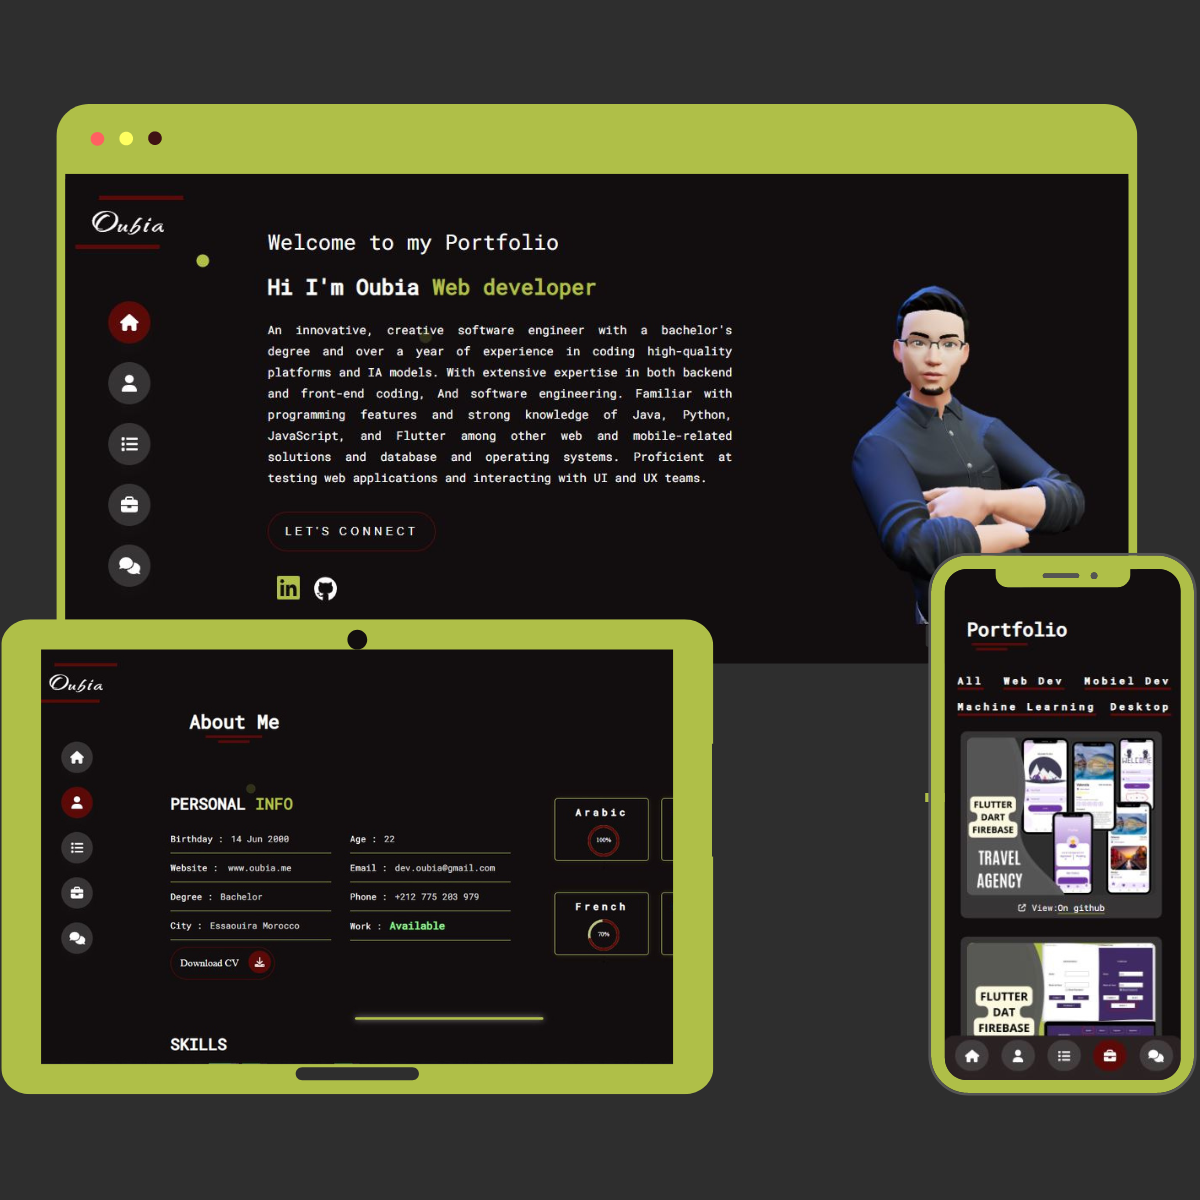 Oubia
Welcome to my Portfolio
Hi I'm Oubia Web developer
An innovative, creative software engineer with a bachelor's
degree and over a year of experience in coding high-quality
platforms and IA models. With extensive expertise in both backend
and front-end coding, And software engineering. Familiar with
programming features and strong knowledge of Java, Python,
JavaScript, and Flutter among other web and mobile-related
solutions and database and operating systems. Proficient at
testing web applications and interacting with UI and UX teams.
LET'S CONNECT
in
Oubia
About Me
PERSONAL INFO
Birthday : 14 Jun 2000
Age : 22
Website : www.oubia.me
Email : dev.oubia@gmail.com
Degree : Bachelor
Phone : +212 775 203 979
City : Essaouira Morocco
Work : Available
Download CV
Arabic
100%
French
70%
SKILLS
Portfolio
All Web Dev Mobiel Dev
Machine Learning Desktop
FLUTTER
DART
FIREBASE
TRAVEL
AGENCY
WELCOME
View:On github
FLUTTER
DAT
FIREBASE